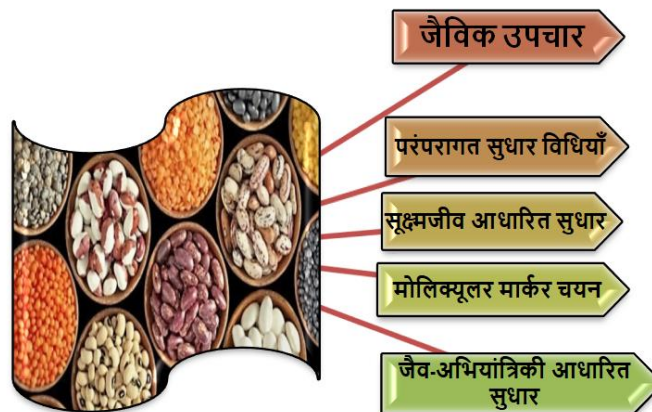 जैविक उपचार
परंपरागत सुधार विधियाँ
सूक्ष्मजीव आधारित सुधार
मोलिक्यूलर मार्कर चयन
जैव-अभियांत्रिकी आधारित
सुधार